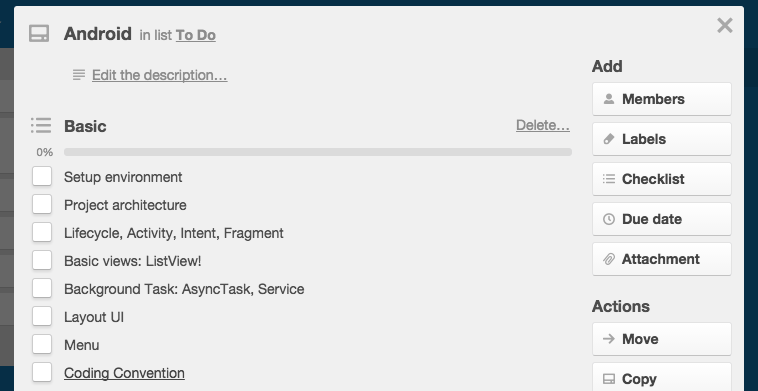 Android in list To Do
Edit the description…
Basic
Delete…
0%
Setup environment
Project architecture
Lifecycle, Activity, Intent, Fragment
Basic views: ListView!
Background Task: AsyncTask, Service
Layout UI
Menu
Coding Convention
Add
Members
Labels
Checklist
Due date
Attachment
Actions
Move
Copy